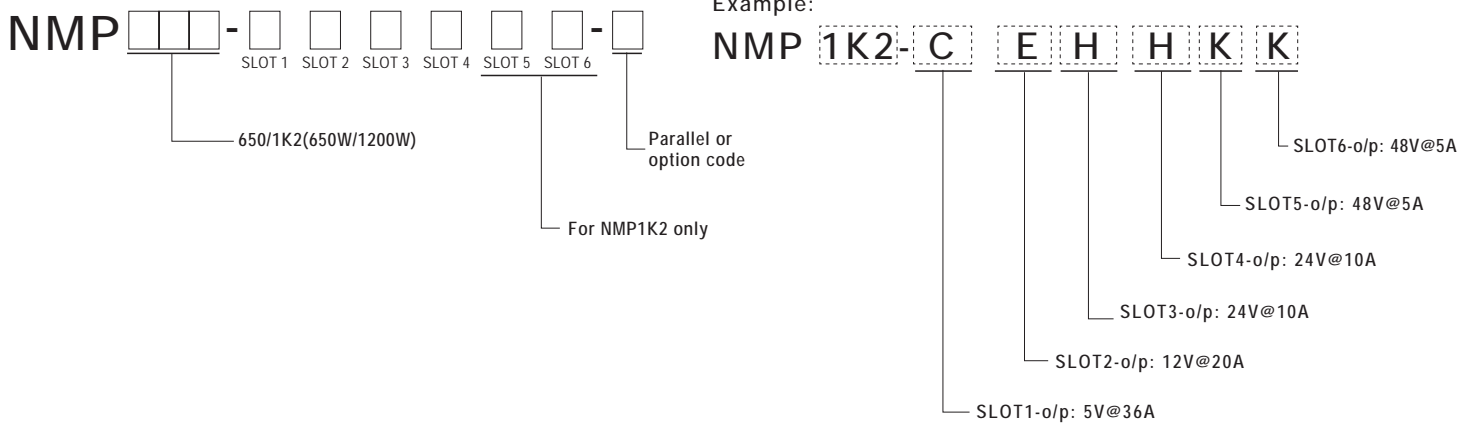 NMP - -
SLOT 1 SLOT 2 SLOT 3 SLOT 4 SLOT 5 SLOT 6
650/1K2(650W/1200W)
Parallel or
option code
For NMP1K2 only
Example:
NMP 1K2- C E H H K K
SLOT6-o/p: 48V@5A
SLOT5-o/p: 48V@5A
SLOT4-o/p: 24V@10A
SLOT3-o/p: 24V@10A
SLOT2-o/p: 12V@20A
SLOT1-o/p: 5V@36A